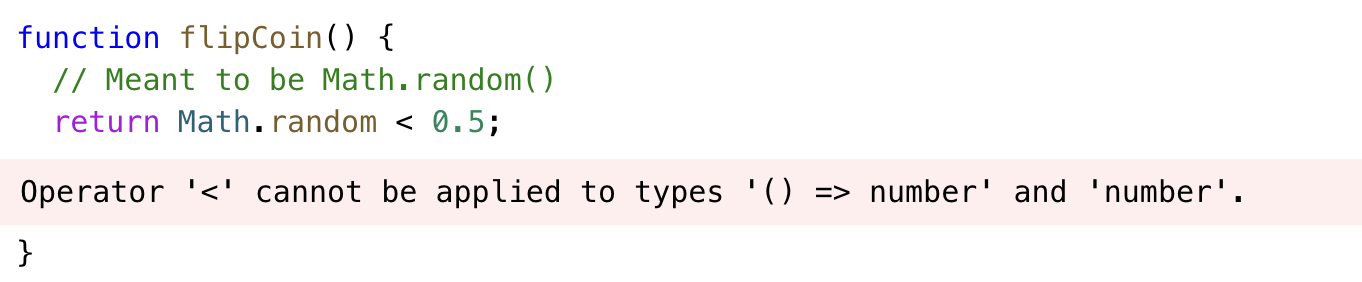 function flipCoin() {
  // Meant to be Math.random()
  return Math.random < 0.5;
Operator '<' cannot be applied to types '() => number' and 'number'.
}